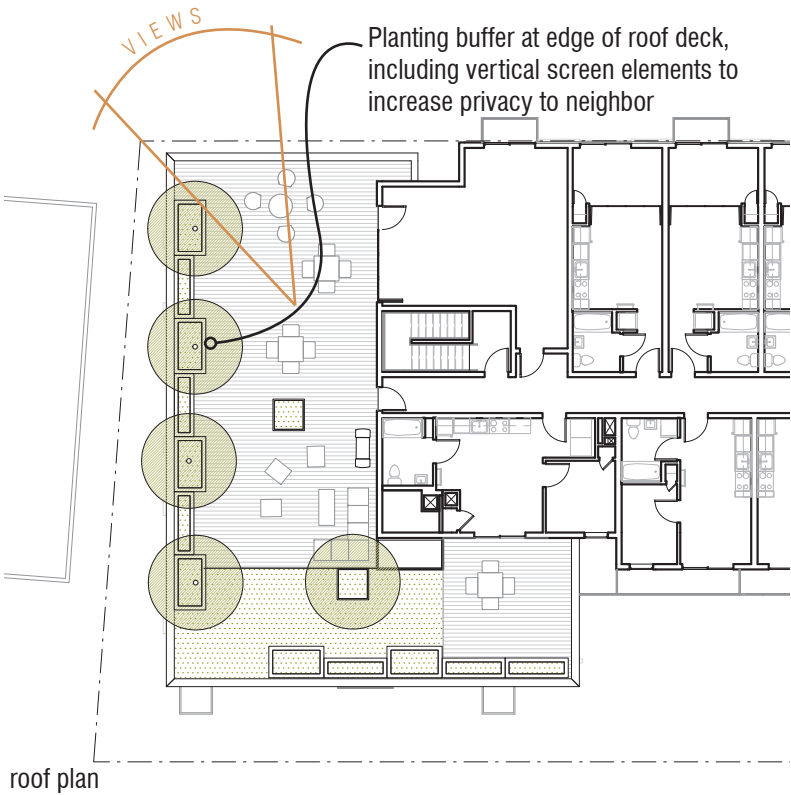 VIEWS
Planting buffer at edge of roof deck,
including vertical screen elements to
increase privacy to neighbor
roof plan